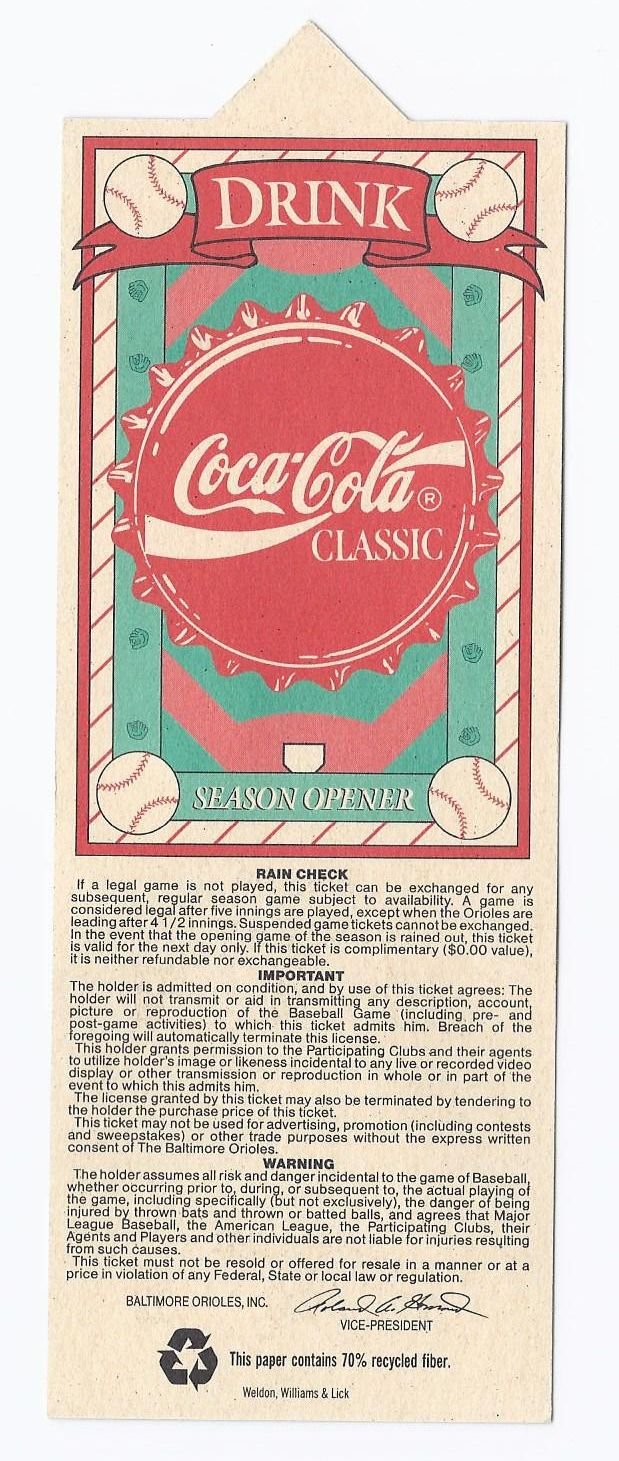 DRINK
Coca-Cola ®
CLASSIC
SEASON OPENER
RAIN CHECK
If a legal game is not played, this ticket can be exchanged for any
subsequent, regular season game subject to availability. A game is
considered legal after five innings are played, except when the Orioles are
leading after 4 1/2 innings. Suspended game tickets cannot be exchanged.
In the event that the opening game of the season is rained out, this ticket
is valid for the next day only. If this ticket is complimentary ($0.00 value),
it is neither refundable nor exchangeable.
IMPORTANT
The holder is admitted on condition, and by use of this ticket agrees: The
holder will not transmit or aid in transmitting any description, account,
picture or reproduction of the Baseball Game (including pre- and
post-game activities) to which this ticket admits him. Breach of the
foregoing will automatically terminate this license.
This holder grants permission to the Participating Clubs and their agents
to utilize holder's image or likeness incidental to any live or recorded video
display or other transmission or reproduction in whole or in part of the
event to which this admits him.
The license granted by this ticket may also be terminated by tendering to
the holder the purchase price of this ticket.
This ticket may not be used for advertising, promotion (including contests
and sweepstakes) or other trade purposes without the express written
consent of The Baltimore Orioles.
WARNING
The holder assumes all risk and danger incidental to the game of Baseball,
whether occurring prior to, during, or subsequent to, the actual playing of
the game, including specifically (but not exclusively), the danger of being
injured by thrown bats and thrown or batted balls, and agrees that Major
League Baseball, the American League, the Participating Clubs, their
Agents and Players and other individuals are not liable for injuries resulting
from such causes.
This ticket must not be resold or offered for resale in a manner or at a
price in violation of any Federal, State or local law or regulation.
BALTIMORE ORIOLES, INC.
VICE-PRESIDENT
This paper contains 70% recycled fiber.
Weldon, Williams & Lick